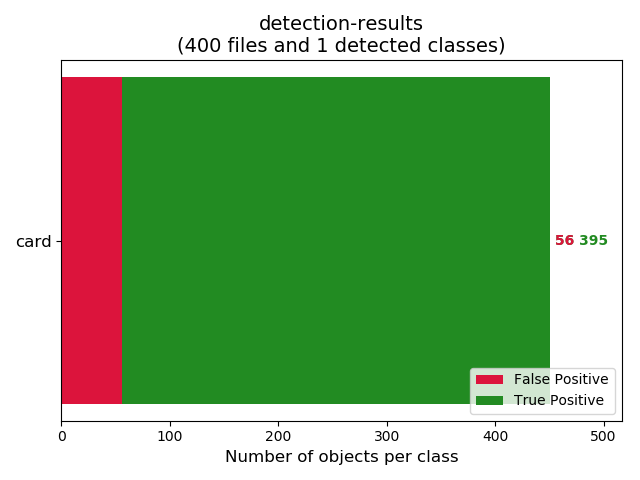 detection-results
(400 files and 1 detected classes)
card
56 395
False Positive
True Positive
0 100 200 300 400 500
Number of objects per class